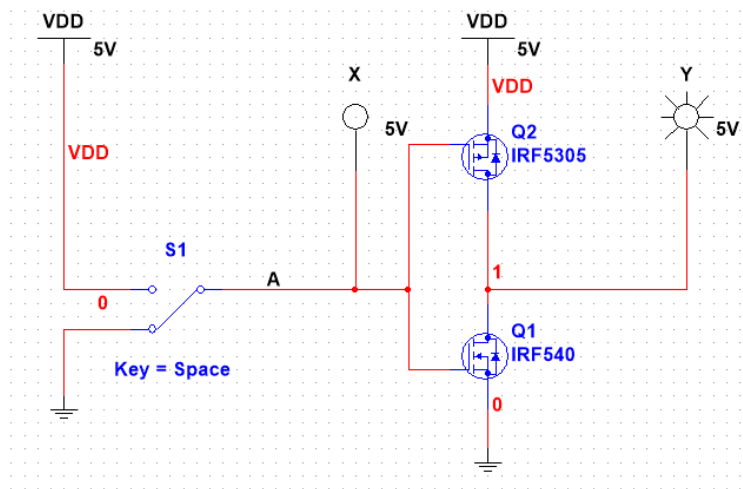 VDD
5V
VDD
5V
X
Y
VDD
5V
5V
Q2
IRF5305
VDD
S1
A
1
0
Q1
IRF540
Key = Space
0